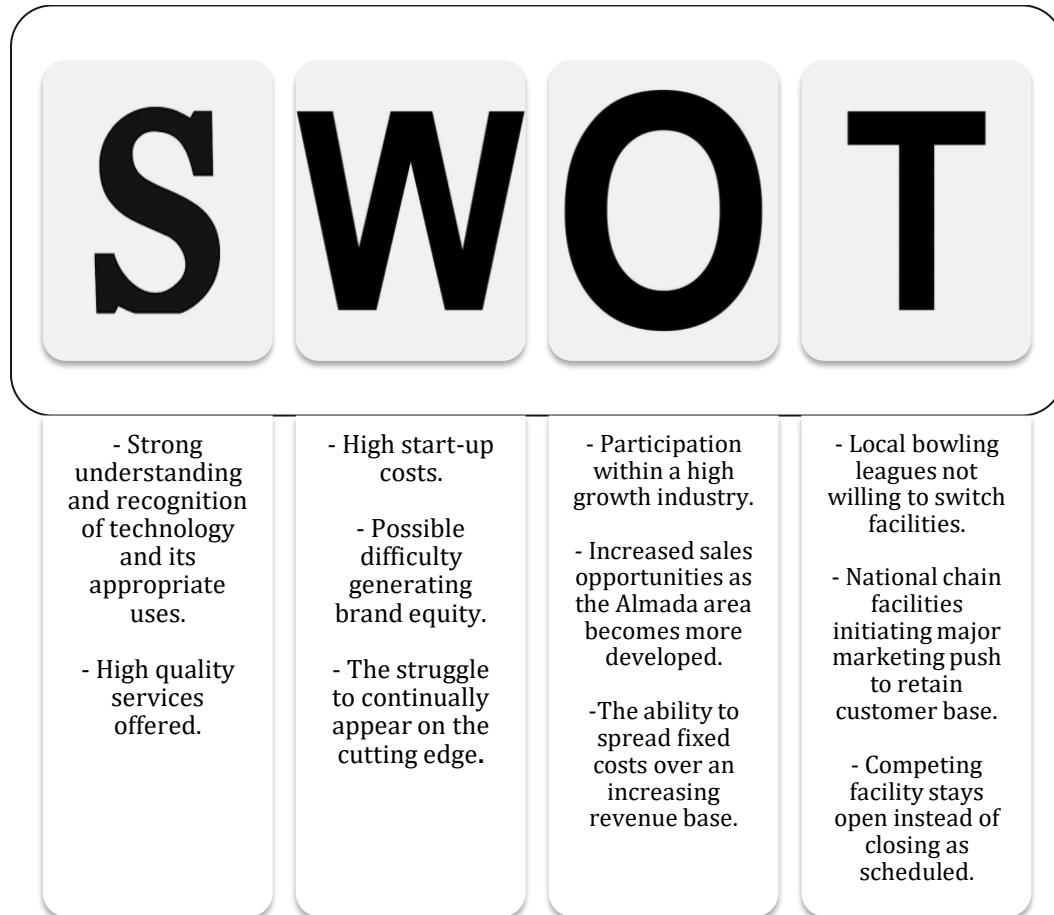 S
W
O
T
- Strong
understanding
and recognition
of technology
and its
appropriate
uses.
- High quality
services
offered.
- High start-up
costs.
- Possible
difficulty
generating
brand equity.
- The struggle
to continually
appear on the
cutting edge.
- Participation
within a high
growth industry.
- Increased sales
opportunities as
the Almada area
becomes more
developed.
-The ability to
spread fixed
costs over an
increasing
revenue base.
- Local bowling
leagues not
willing to switch
facilities.
- National chain
facilities
initiating major
marketing push
to retain
customer base.
- Competing
facility stays
open instead of
closing as
scheduled.